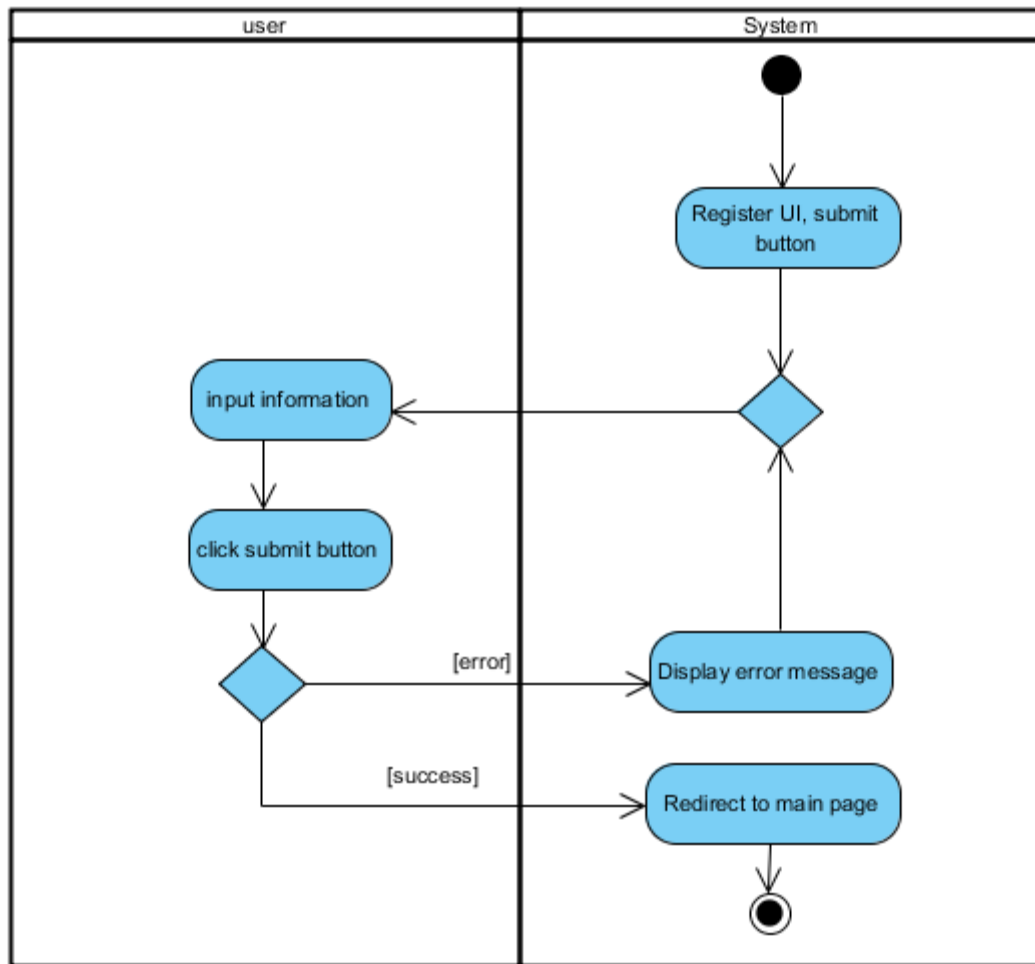 user
System
Register UI, submit
button
input information
click submit button
[error]
Display error message
[success]
Redirect to main page